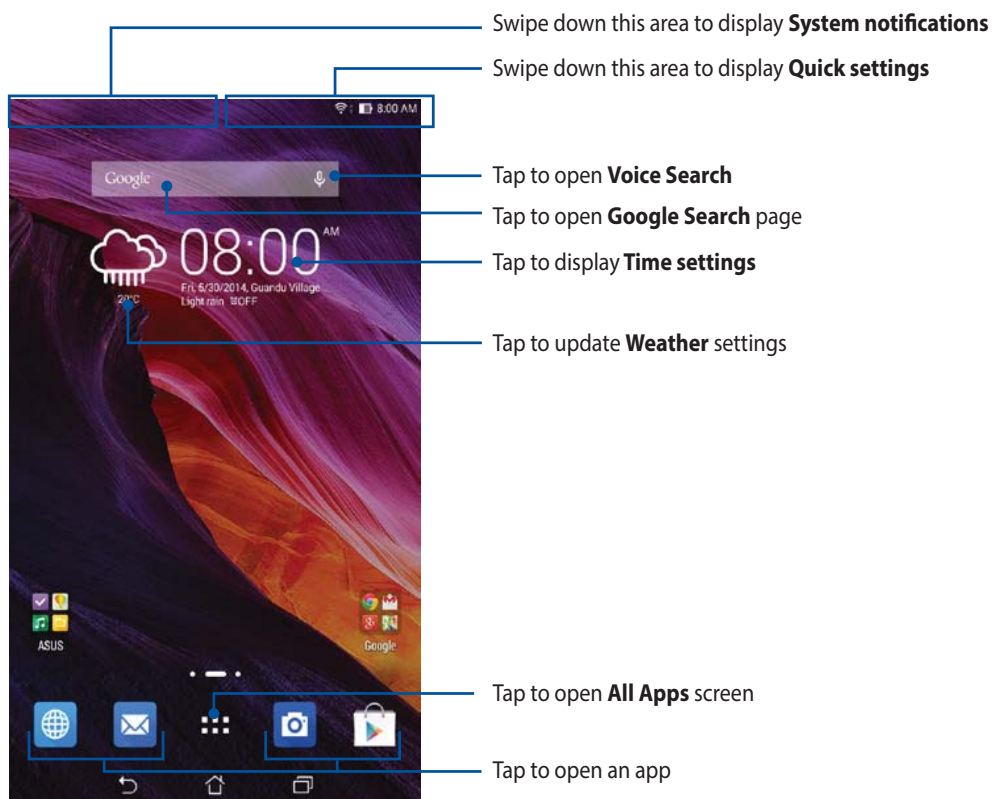 Swipe down this area to display System notifications
Swipe down this area to display Quick settings
8:00 AM
Google
Tap to open Voice Search
Tap to open Google Search page
08:00 AM
Tap to display Time settings
Fri, 5/30/2014, Guandu Village ...
20°C
Light rain OFF
Tap to update Weather settings
ASUS
Google
Tap to open All Apps screen
Tap to open an app